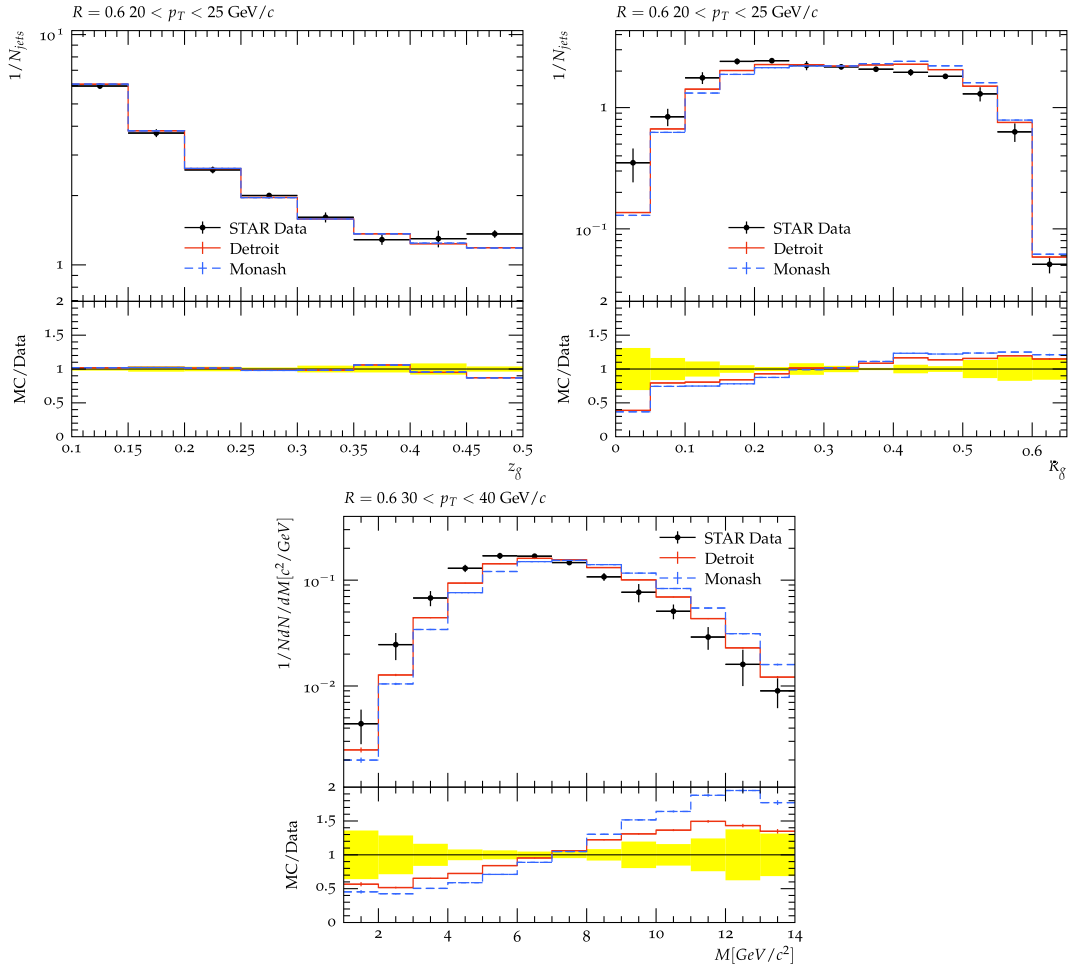 R = 0.6 20 < p_T < 25 GeV/c
1/N_jets
10^1
1
STAR Data
Detroit
Monash
MC/Data
2
1.5
1
0.5
0
0.1 0.15 0.2 0.25 0.3 0.35 0.4 0.45 0.5
z_g
R = 0.6 20 < p_T < 25 GeV/c
1/N_jets
1
10^−1
STAR Data
Detroit
Monash
MC/Data
2
1.5
1
0.5
0
0 0.1 0.2 0.3 0.4 0.5 0.6
R_g
R = 0.6 30 < p_T < 40 GeV/c
1/NdN/dM[c^2/GeV]
10^−1
10^−2
STAR Data
Detroit
Monash
MC/Data
2
1.5
1
0.5
0
2 4 6 8 10 12 14
M[GeV/c^2]